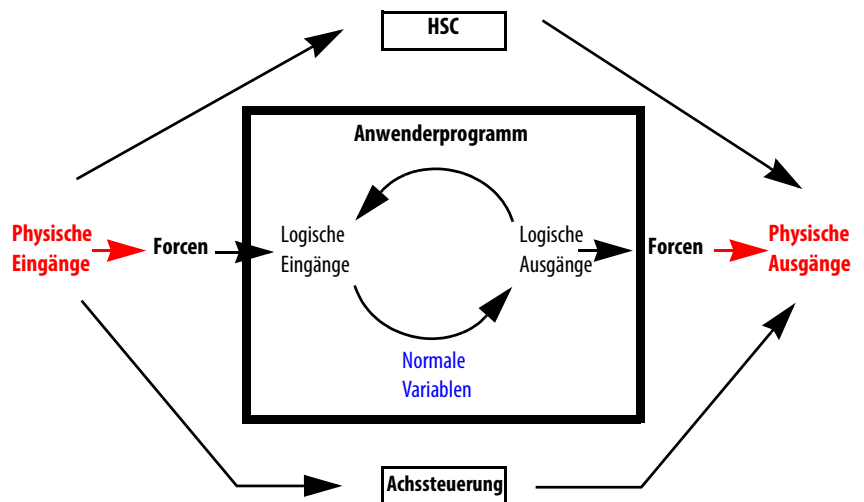 HSC
Anwenderprogramm
Physische
Eingänge
Forcen
Logische
Eingänge
Logische
Ausgänge
Forcen
Physische
Ausgänge
Normale
Variablen
Achssteuerung